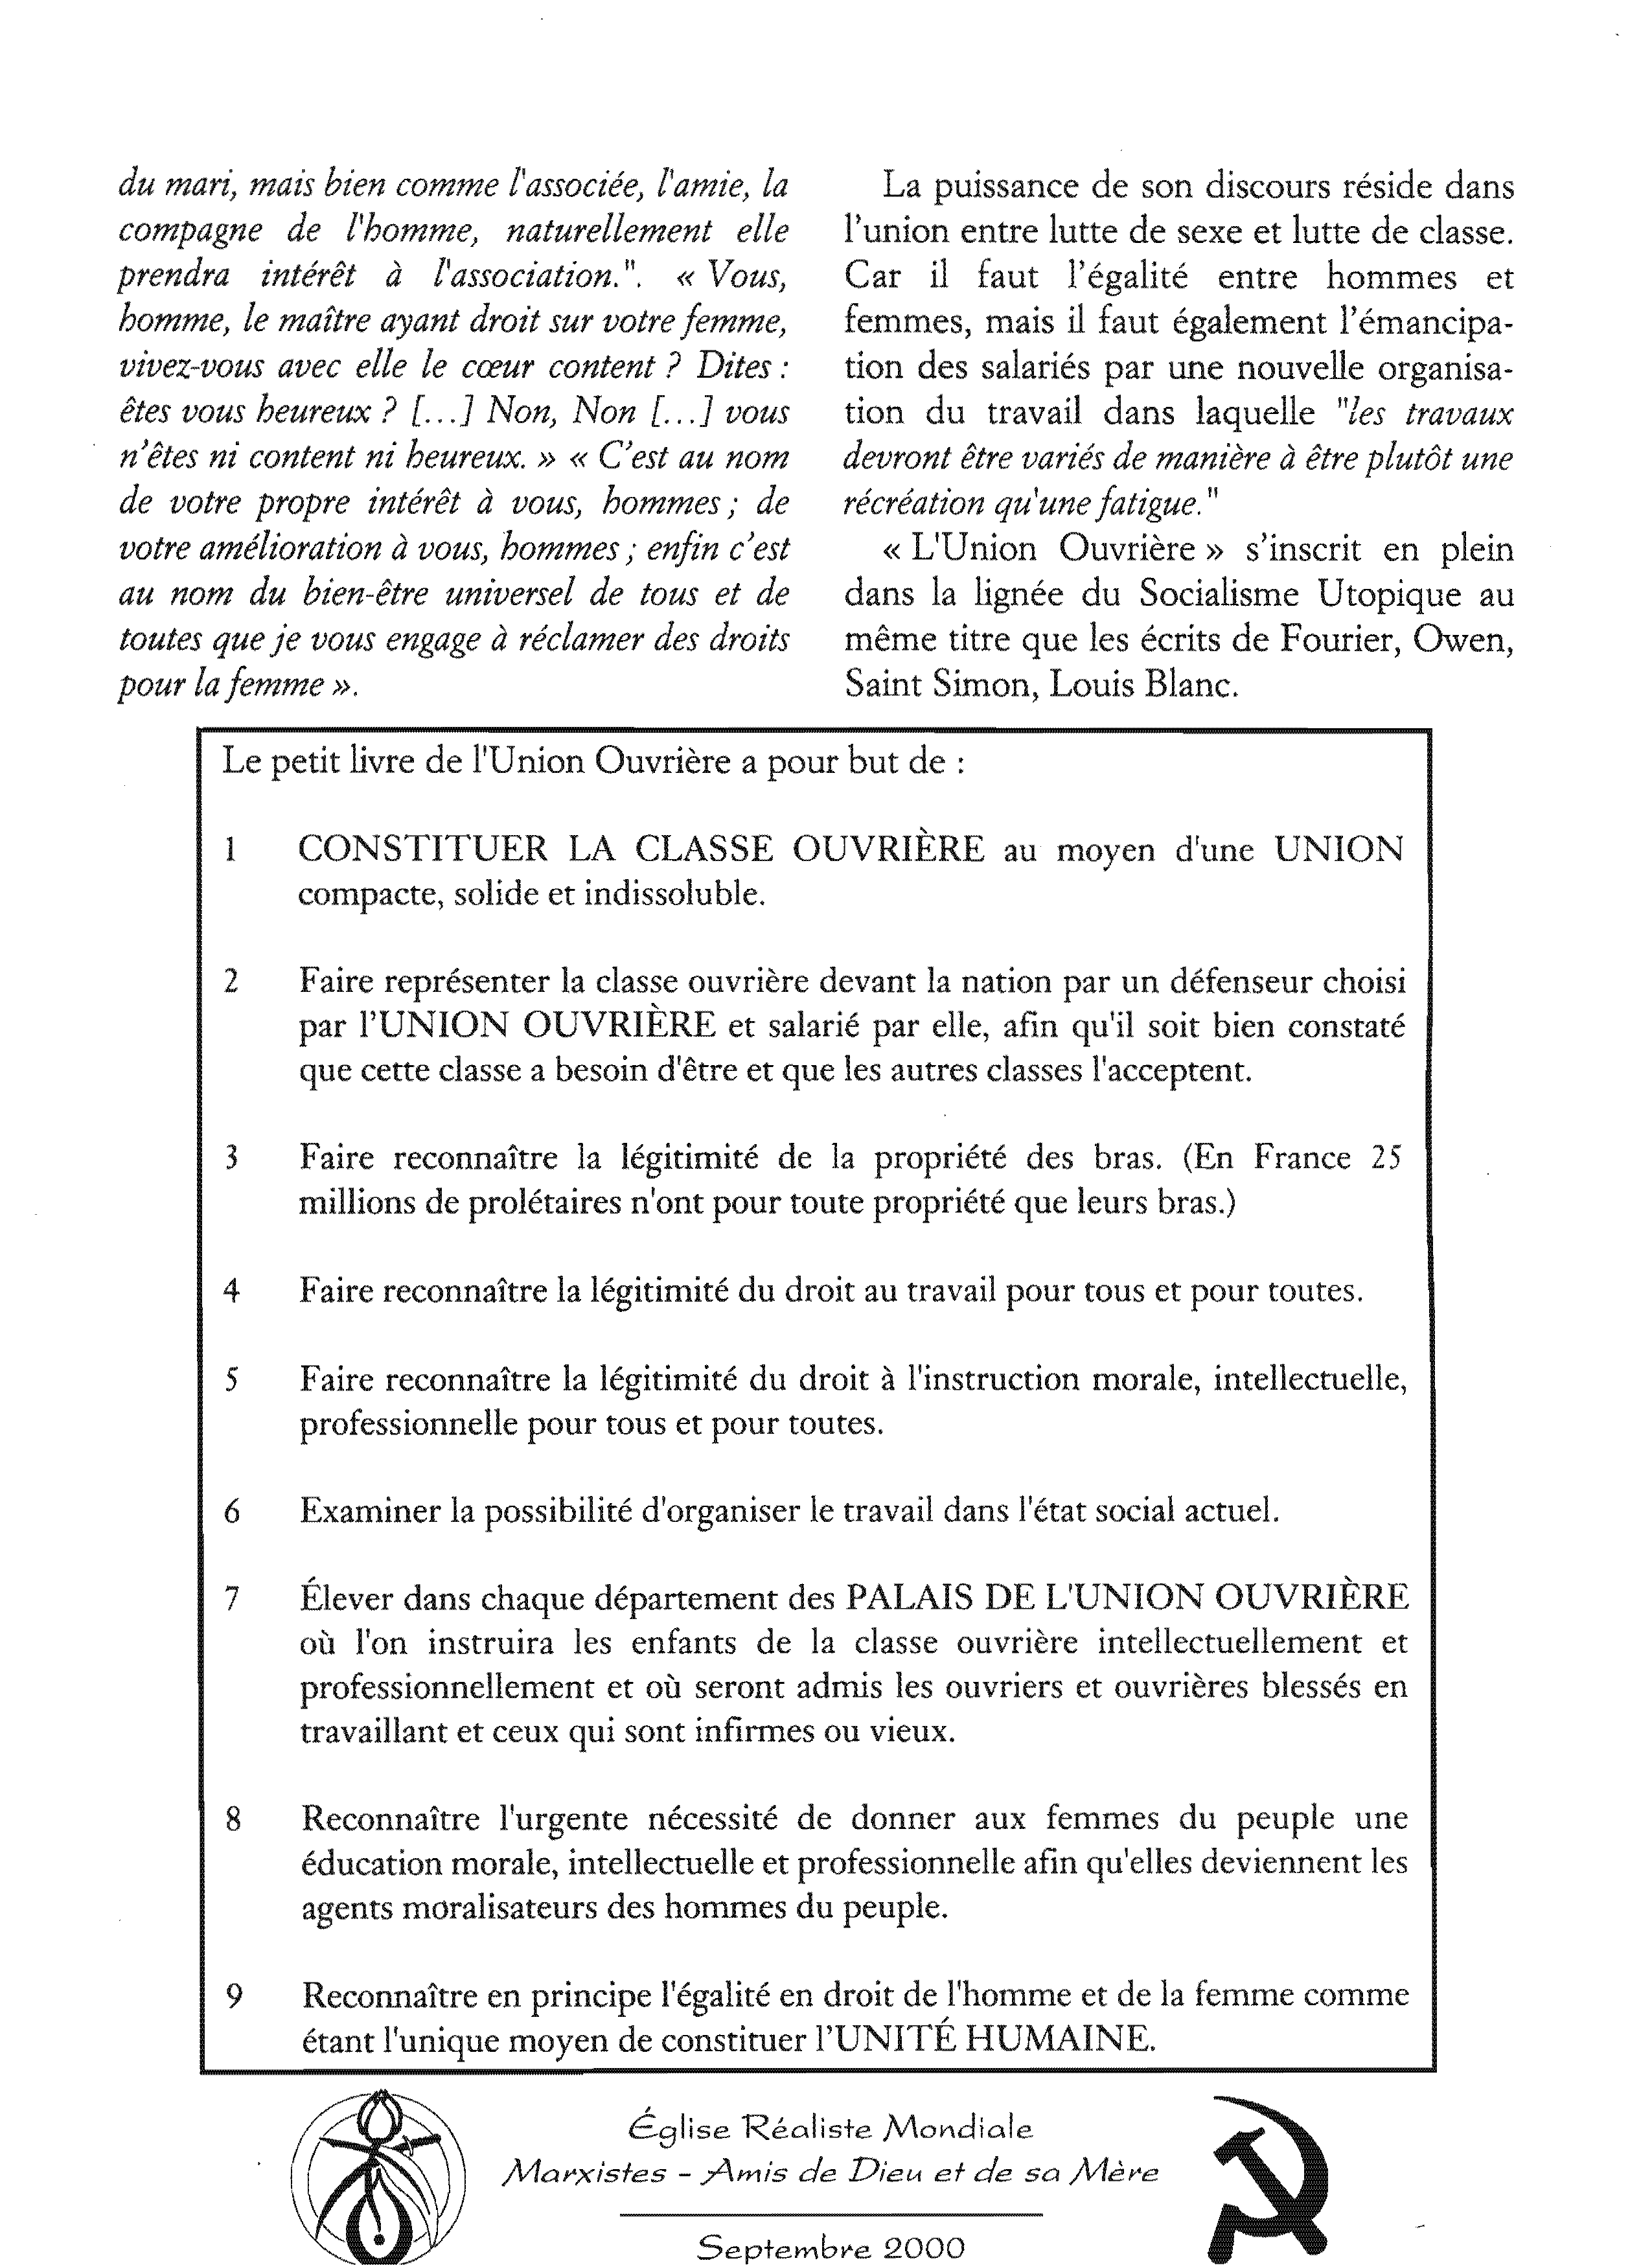 du mari, mais bien comme l'associée, l'amie, la
compagne de l'homme, naturellement elle
prendra intérêt à l'association.". « Vous,
homme, le maître ayant droit sur votre femme,
vivez-vous avec elle le cœur content ? Dites :
êtes vous heureux ? [...] Non, Non [...] vous
n'êtes ni content ni heureux. » « C'est au nom
de votre propre intérêt à vous, hommes ; de
votre amélioration à vous, hommes ; enfin c'est
au nom du bien-être universel de tous et de
toutes que je vous engage à réclamer des droits
pour la femme ».
La puissance de son discours réside dans
l'union entre lutte de sexe et lutte de classe.
Car il faut l'égalité entre hommes et
femmes, mais il faut également l'émancipa-
tion des salariés par une nouvelle organisa-
tion du travail dans laquelle "les travaux
devront être variés de manière à être plutôt une
récréation qu'une fatigue."
« L'Union Ouvrière » s'inscrit en plein
dans la lignée du Socialisme Utopique au
même titre que les écrits de Fourier, Owen,
Saint Simon, Louis Blanc.
Le petit livre de l'Union Ouvrière a pour but de :
1 CONSTITUER LA CLASSE OUVRIÈRE au moyen d'une UNION
compacte, solide et indissoluble.
2 Faire représenter la classe ouvrière devant la nation par un défenseur choisi
par l'UNION OUVRIÈRE et salarié par elle, afin qu'il soit bien constaté
que cette classe a besoin d'être et que les autres classes l'acceptent.
3 Faire reconnaître la légitimité de la propriété des bras. (En France 25
millions de prolétaires n'ont pour toute propriété que leurs bras.)
4 Faire reconnaître la légitimité du droit au travail pour tous et pour toutes.
5 Faire reconnaître la légitimité du droit à l'instruction morale, intellectuelle,
professionnelle pour tous et pour toutes.
6 Examiner la possibilité d'organiser le travail dans l'état social actuel.
7 Élever dans chaque département des PALAIS DE L'UNION OUVRIÈRE
où l'on instruira les enfants de la classe ouvrière intellectuellement et
professionnellement et où seront admis les ouvriers et ouvrières blessés en
travaillant et ceux qui sont infirmes ou vieux.
8 Reconnaître l'urgente nécessité de donner aux femmes du peuple une
éducation morale, intellectuelle et professionnelle afin qu'elles deviennent les
agents moralisateurs des hommes du peuple.
9 Reconnaître en principe l'égalité en droit de l'homme et de la femme comme
étant l'unique moyen de constituer l'UNITÉ HUMAINE.
Église Réaliste Mondiale
Marxistes - Amis de Dieu et de sa Mère
Septembre 2000